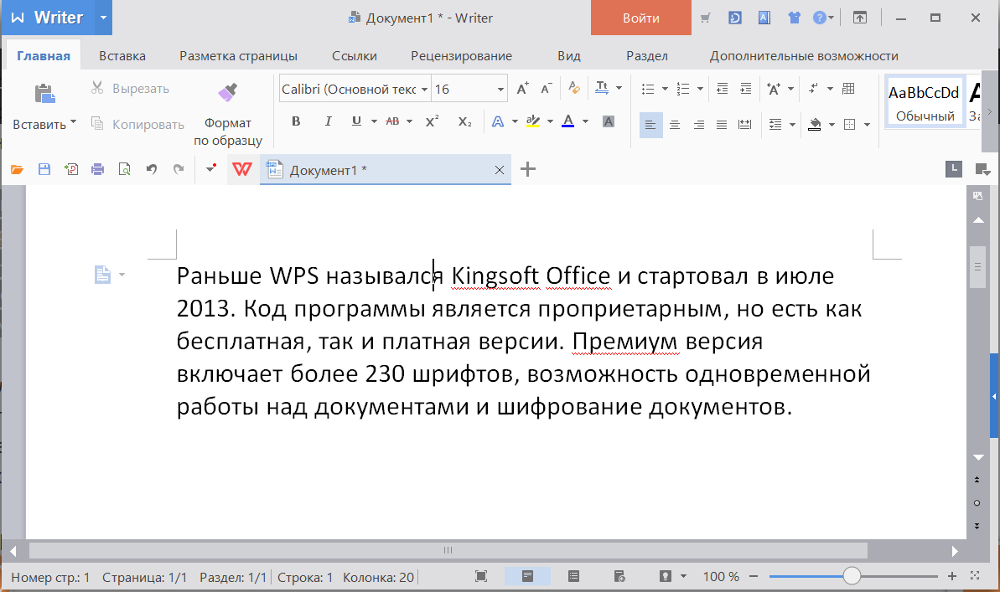 Writer
Документ1 * - Writer
Войти
Главная Вставка Разметка страницы Ссылки Рецензирование Вид Раздел Дополнительные возможности
Вставить
Вырезать
Копировать
Формат
по образцу
Calibri (Основной текс 16
AaBbCcDd
Обычный
Документ1 *
Раньше WPS назывался Kingsoft Office и стартовал в июле
2013. Код программы является проприетарным, но есть как
бесплатная, так и платная версии. Премиум версия
включает более 230 шрифтов, возможность одновременной
работы над документами и шифрование документов.
Номер стр.: 1 Страница: 1/1 Раздел: 1/1 Строка: 1 Колонка: 20 100 %